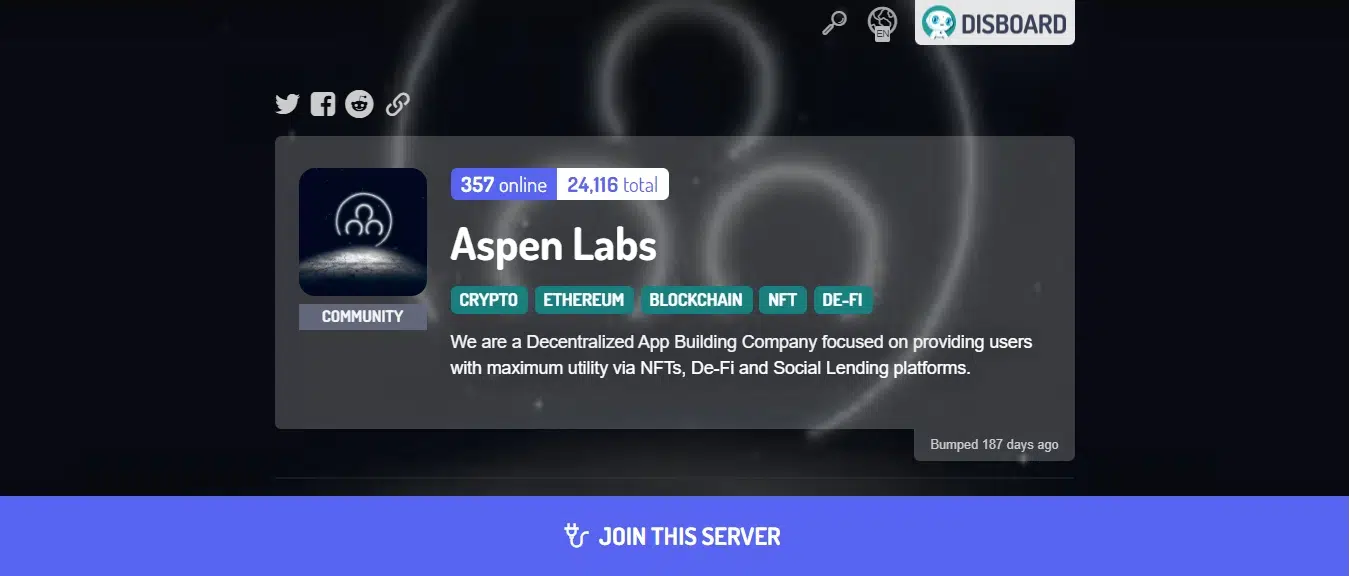 EN
DISBOARD
357 online 24,116 total
Aspen Labs
COMMUNITY
CRYPTO ETHEREUM BLOCKCHAIN NFT DE-FI
We are a Decentralized App Building Company focused on providing users
with maximum utility via NFTs, De-Fi and Social Lending platforms.
Bumped 187 days ago
JOIN THIS SERVER